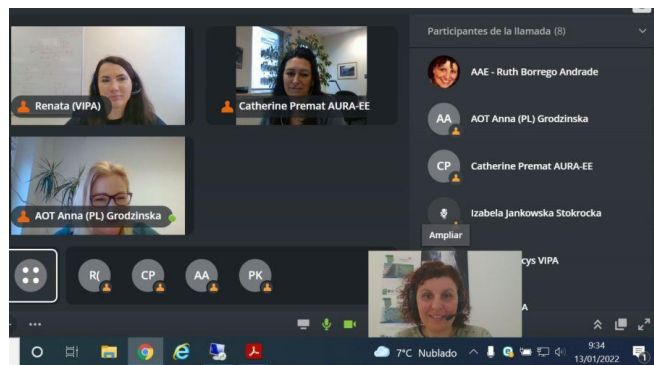 Participantes de la llamada (8)
Renata (VIPA)
Catherine Premat AURA-EE
AOT Anna (PL) Grodzinska
AAE - Ruth Borrego Andrade
AA
AOT Anna (PL) Grodzinska
CP
Catherine Premat AURA-EE
Izabela Jankowska Stokrocka
Ampliar
cys VIPA
A
R(
CP
AA
PK
7°C Nublado
9:34
13/01/2022
1